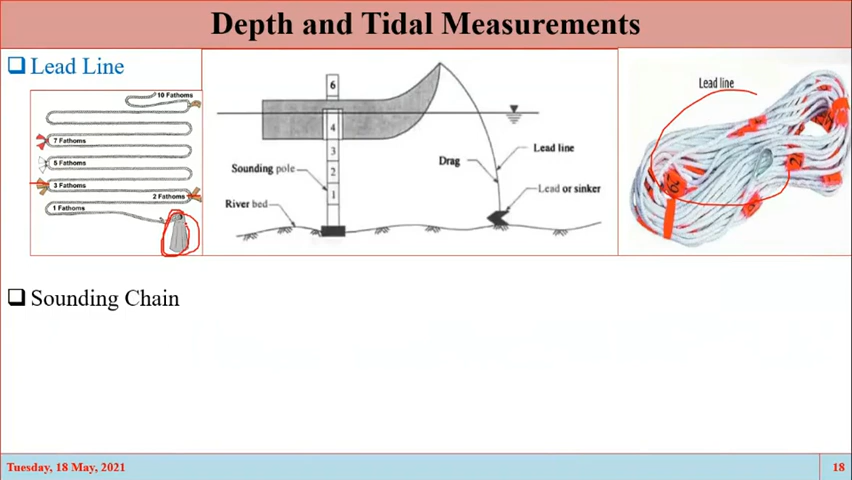 Depth and Tidal Measurements
❑ Lead Line
10 Fathoms
7 Fathoms
5 Fathoms
3 Fathoms
2 Fathoms
1 Fathoms
6
4
3
2
1
Sounding pole
River bed
Drag
Lead line
Lead or sinker
Lead line
❑ Sounding Chain
Tuesday, 18 May, 2021
18